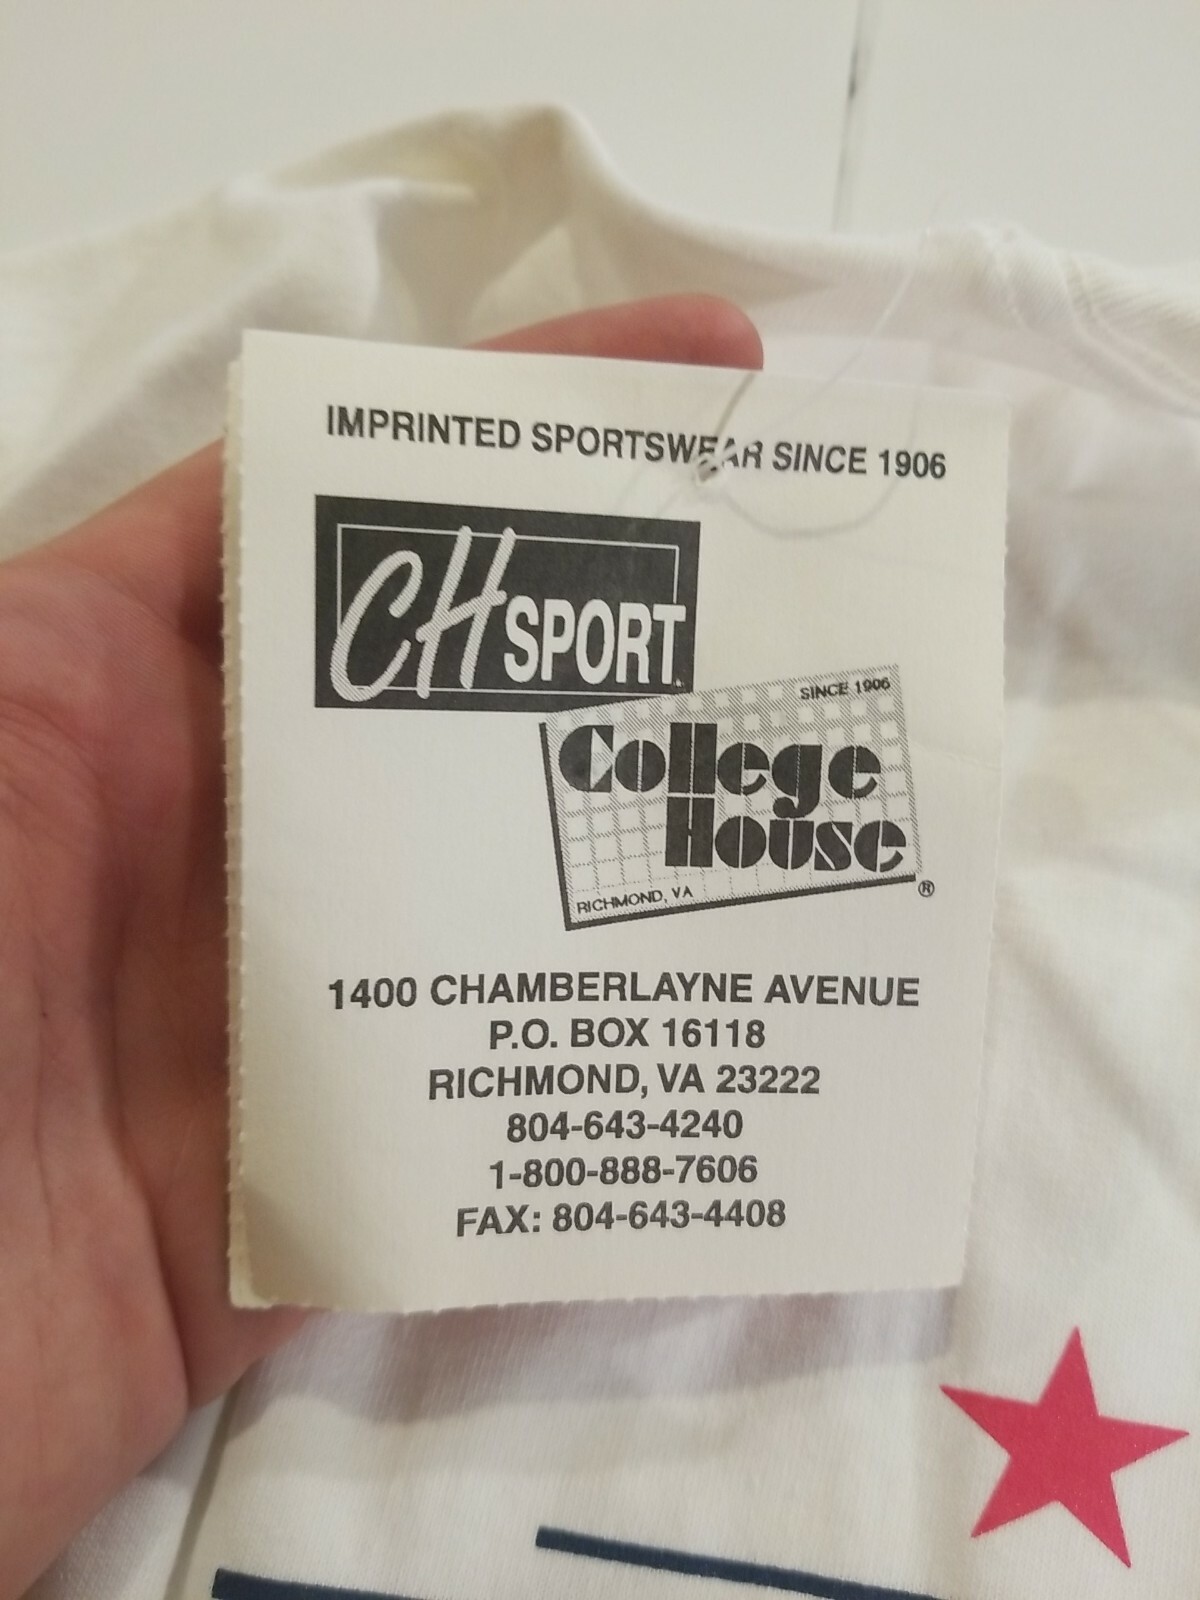 IMPRINTED SPORTSWEAR SINCE 1906
CH SPORT
SINCE 1906
College
House
RICHMOND, VA
®
1400 CHAMBERLAYNE AVENUE
P.O. BOX 16118
RICHMOND, VA 23222
804-643-4240
1-800-888-7606
FAX: 804-643-4408